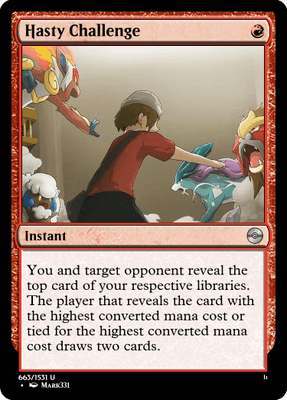 Hasty Challenge
Instant
You and target opponent reveal the
top card of your respective libraries.
The player that reveals the card with
the highest converted mana cost or
tied for the highest converted mana
cost draws two cards.
663/1531 U
Ir
• Mark331